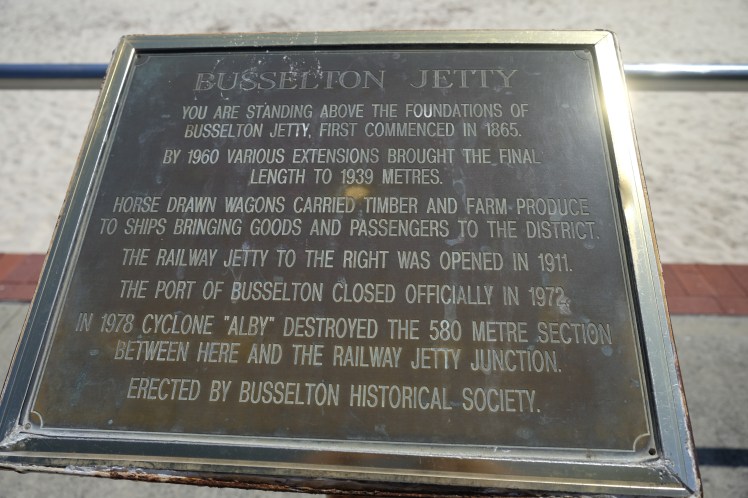 BUSSELTON JETTY
YOU ARE STANDING ABOVE THE FOUNDATIONS OF
BUSSELTON JETTY, FIRST COMMENCED IN 1865.
BY 1960 VARIOUS EXTENSIONS BROUGHT THE FINAL
LENGTH TO 1939 METRES.
HORSE DRAWN WAGONS CARRIED TIMBER AND FARM PRODUCE
TO SHIPS BRINGING GOODS AND PASSENGERS TO THE DISTRICT.
THE RAILWAY JETTY TO THE RIGHT WAS OPENED IN 1911.
THE PORT OF BUSSELTON CLOSED OFFICIALLY IN 1972.
IN 1978 CYCLONE "ALBY" DESTROYED THE 580 METRE SECTION
BETWEEN HERE AND THE RAILWAY JETTY JUNCTION.
ERECTED BY BUSSELTON HISTORICAL SOCIETY.